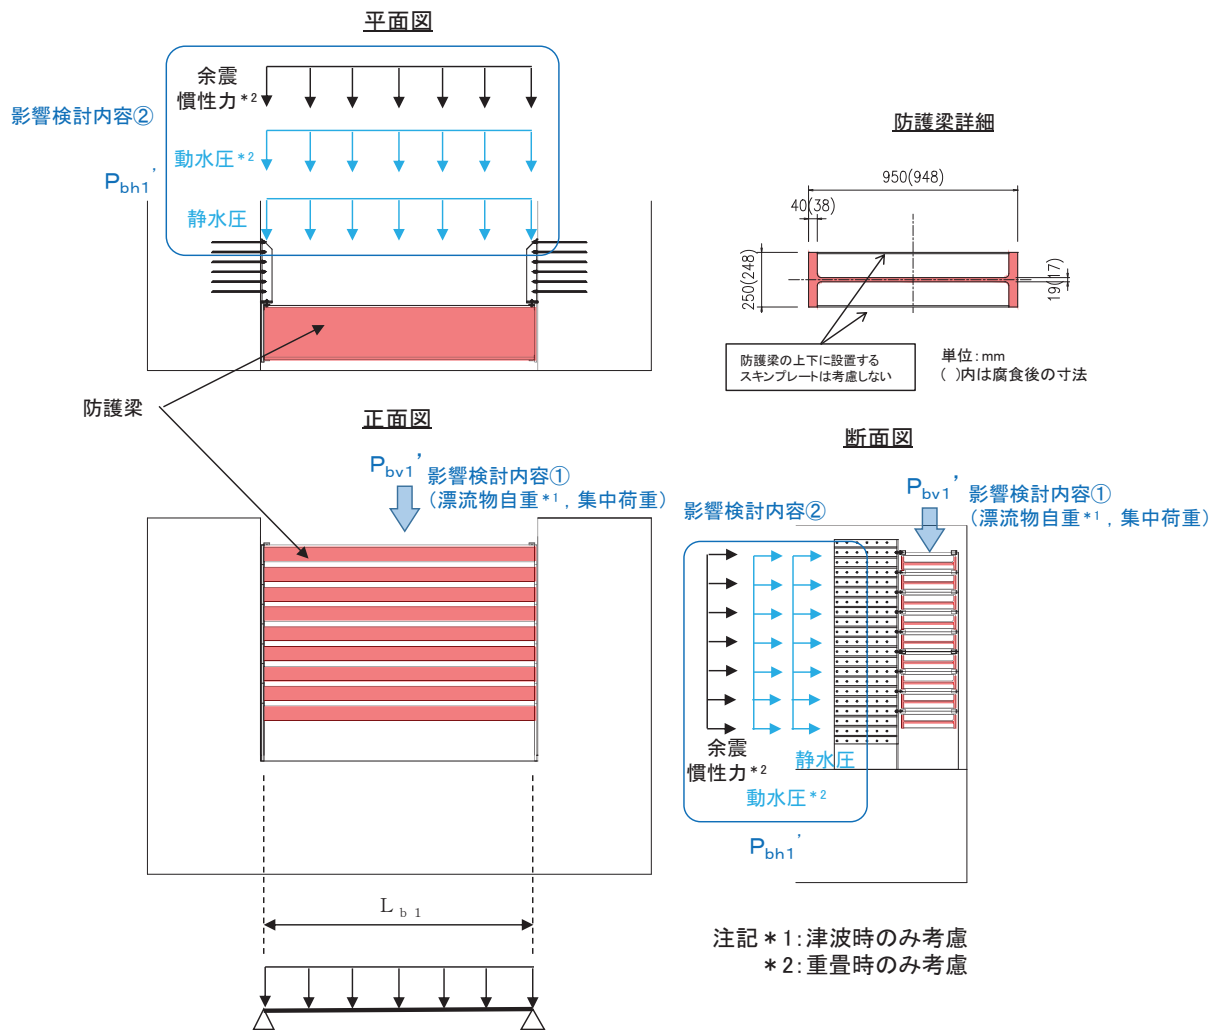 平面図
余震
慣性力*2
影響検討内容②
動水圧*2
Pbh1'
静水圧
防護梁詳細
950(948)
40(38)
250(248)
19(17)
防護梁の上下に設置する
スキンプレートは考慮しない
単位:mm
( )内は腐食後の寸法
防護梁
正面図
Pbv1'
影響検討内容①
(漂流物自重*1, 集中荷重)
断面図
Pbv1'
影響検討内容①
(漂流物自重*1, 集中荷重)
影響検討内容②
余震
慣性力*2
静水圧
動水圧*2
Pbh1'
Lb1
注記*1:津波時のみ考慮
*2:重畳時のみ考慮